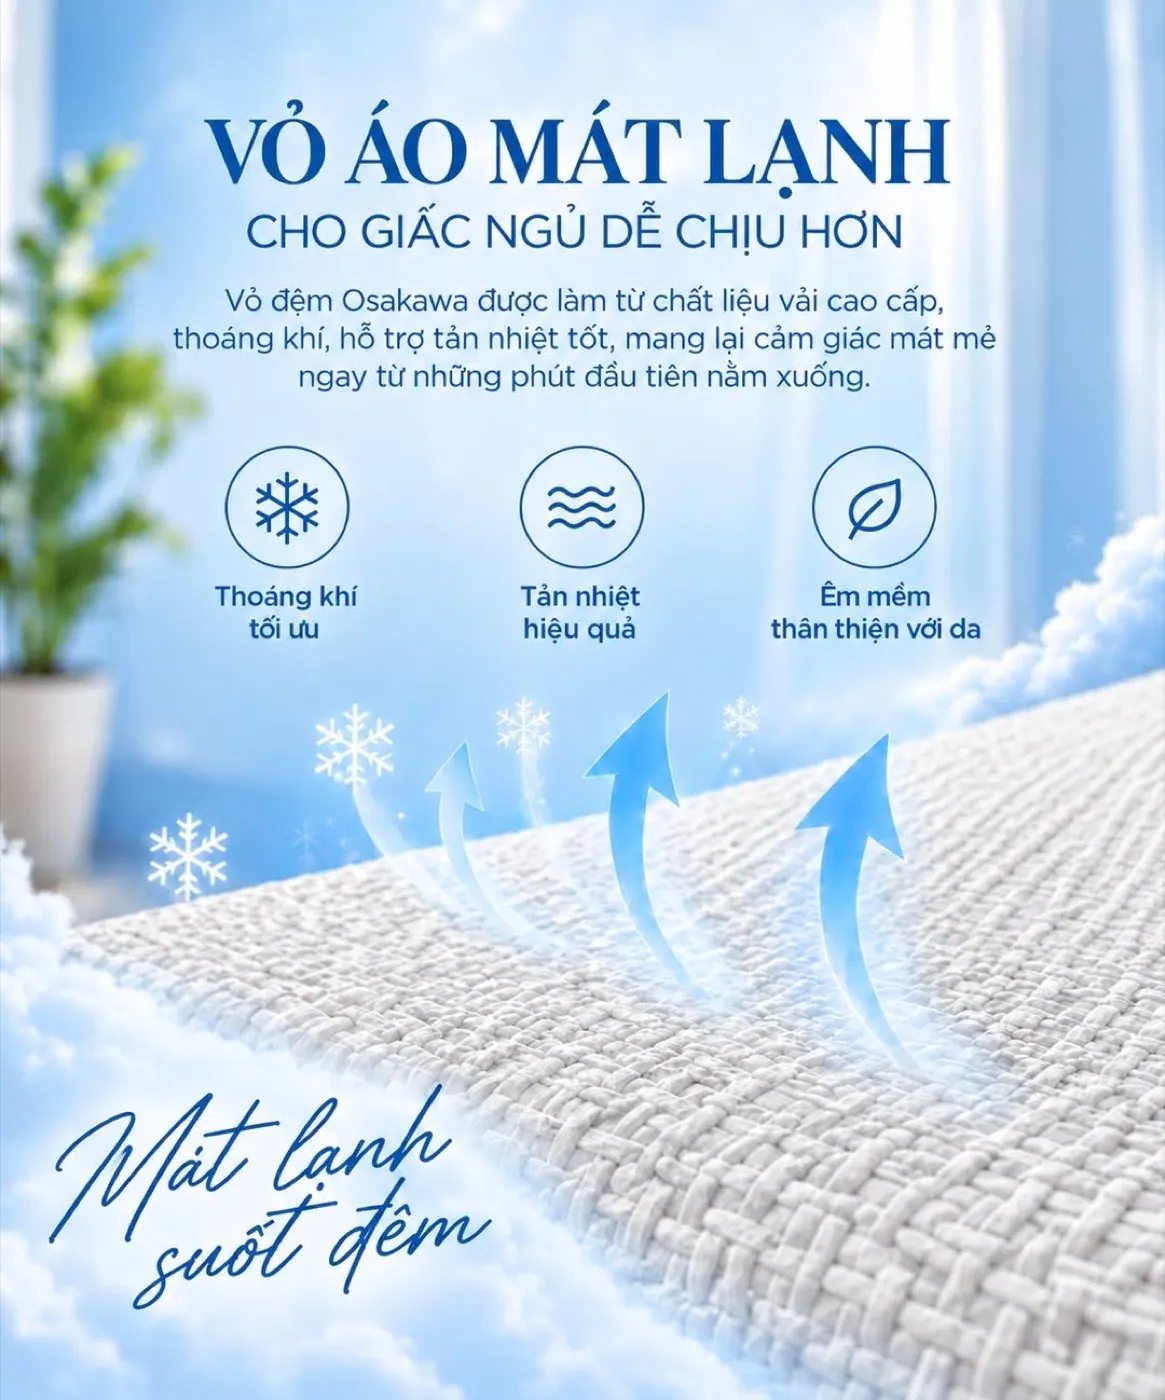 VỎ ÁO MÁT LẠNH
CHO GIẤC NGỦ DỄ CHỊU HƠN
Vỏ đệm Osakawa được làm từ chất liệu vải cao cấp,
thoáng khí, hỗ trợ tản nhiệt tốt, mang lại cảm giác mát mẻ
ngay từ những phút đầu tiên nằm xuống.
Thoáng khí
tối ưu
Tản nhiệt
hiệu quả
Êm mềm
thân thiện với da
Mát lạnh
suốt đêm